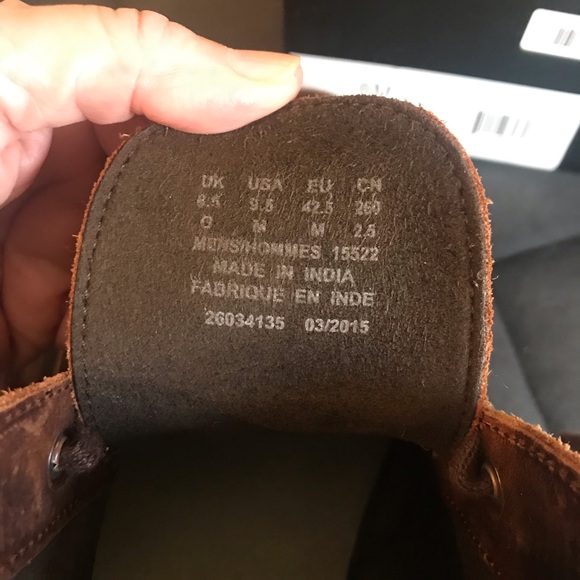 UK USA EU CN
8.5 9.5 42.5 260
G M M 2.5
MENS/HOMMES 15522
MADE IN INDIA
FABRIQUE EN INDE
26034135 03/2015